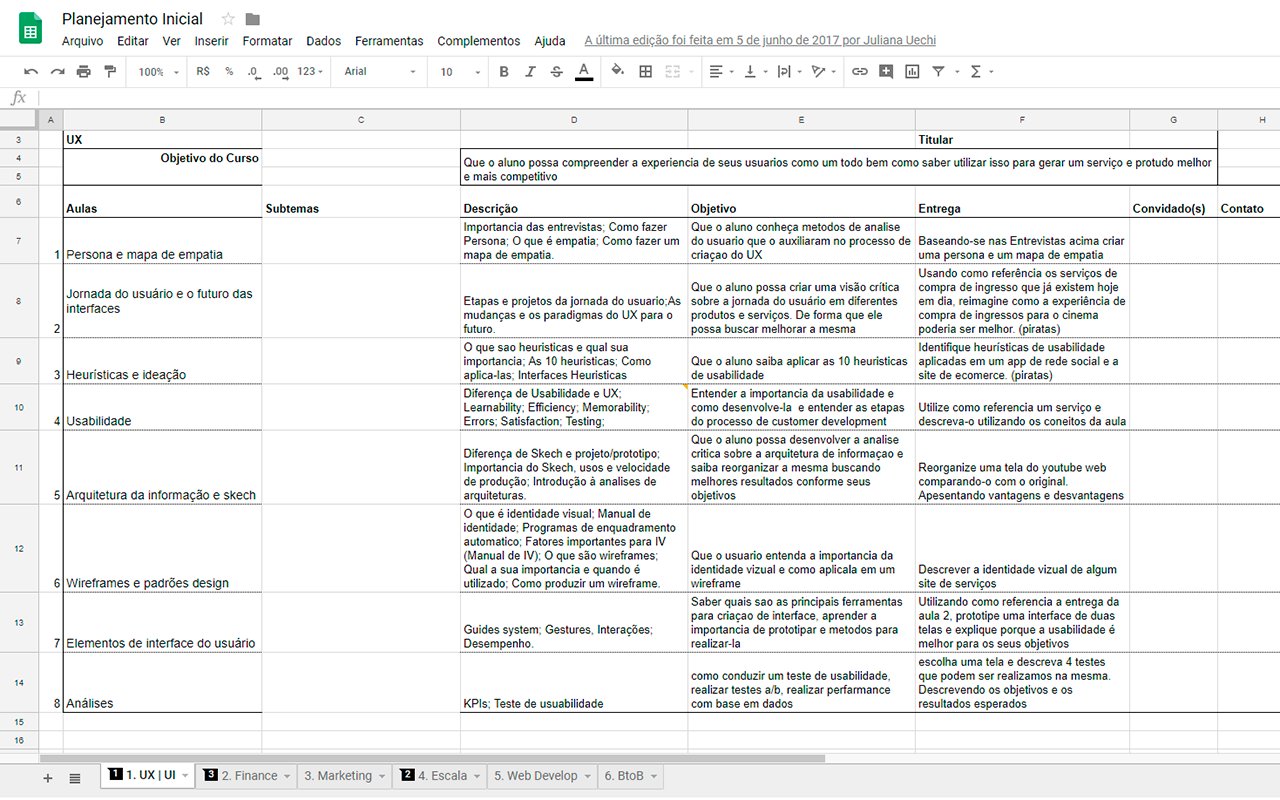 Planejamento Inicial
Arquivo Editar Ver Inserir Formatar Dados Ferramentas Complementos Ajuda A última edição foi feita em 5 de junho de 2017 por Juliana Uechi
100% R$ % .0 .00 123 Arial 10 B I S A
fx
A B C D E F G H
3 UX Titular
4 Objetivo do Curso
Que o aluno possa compreender a experiencia de seus usuarios como um todo bem como saber utilizar isso para gerar um serviço e protudo melhor
5 e mais competitivo
6 Aulas Subtemas Descrição Objetivo Entrega Convidado(s) Contato
7
1 Persona e mapa de empatia
Importancia das entrevistas; Como fazer
Persona; O que é empatia; Como fazer um
mapa de empatia.
Que o aluno conheça metodos de analise
do usuario que o auxiliaram no processo de
criaçao do UX
Baseando-se nas Entrevistas acima criar
uma persona e um mapa de empatia
8
2 Jornada do usuário e o futuro das
interfaces
Etapas e projetos da jornada do usuario;As
mudanças e os paradigmas do UX para o
futuro.
Que o aluno possa criar uma visão crítica
sobre a jornada do usuário em diferentes
produtos e serviços. De forma que ele
possa buscar melhorar a mesma
Usando como referência os serviços de
compra de ingresso que já existem hoje
em dia, reimagine como a experiência de
compra de ingressos para o cinema
poderia ser melhor. (piratas)
9
3 Heurísticas e ideação
O que sao heuristicas e qual sua
importancia; As 10 heuristicas; Como
aplica-las; Interfaces Heuristicas
Que o aluno saiba aplicar as 10 heuristicas
de usabilidade
Identifique heurísticas de usabilidade
aplicadas em um app de rede social e a
site de ecomerce. (piratas)
10
4 Usabilidade
Diferença de Usabilidade e UX;
Learnability; Efficiency; Memorability;
Errors; Satisfaction; Testing;
Entender a importancia da usabilidade e
como desenvolve-la e entender as etapas
do processo de customer development
Utilize como referencia um serviço e
descreva-o utilizando os coneitos da aula
11
5 Arquitetura da informação e skech
Diferença de Skech e projeto/prototipo;
Importancia do Skech, usos e velocidade
de produção; Introdução à analises de
arquiteturas.
Que o aluno possa desenvolver a analise
critica sobre a arquitetura de informaçao e
saiba reorganizar a mesma buscando
melhores resultados conforme seus
objetivos
Reorganize uma tela do youtube web
comparando-o com o original.
Apesentando vantagens e desvantagens
12
6 Wireframes e padrões design
O que é identidade visual; Manual de
identidade; Programas de enquadramento
automatico; Fatores importantes para IV
(Manual de IV); O que são wireframes;
Qual a sua importancia e quando é
utilizado; Como produzir um wireframe.
Que o usuario entenda a importancia da
identidade vizual e como aplicala em um
wireframe
Descrever a identidade vizual de algum
site de serviços
13
7 Elementos de interface do usuário
Guides system; Gestures, Interações;
Desempenho.
Saber quais sao as principais ferramentas
para criaçao de interface, aprender a
importancia de prototipar e metodos para
realizar-la
Utilizando como referencia a entrega da
aula 2, prototipe uma interface de duas
telas e explique porque a usabilidade é
melhor para os seus objetivos
14
8 Análises
KPIs; Teste de usuabilidade
como conduzir um teste de usabilidade,
realizar testes a/b, realizar perfarmance
com base em dados
escolha uma tela e descreva 4 testes
que podem ser realizamos na mesma.
Descrevendo os objetivos e os
resultados esperados
15
16
1 1. UX | UI 3 2. Finance 3. Marketing 2 4. Escala 5. Web Develop 6. BtoB